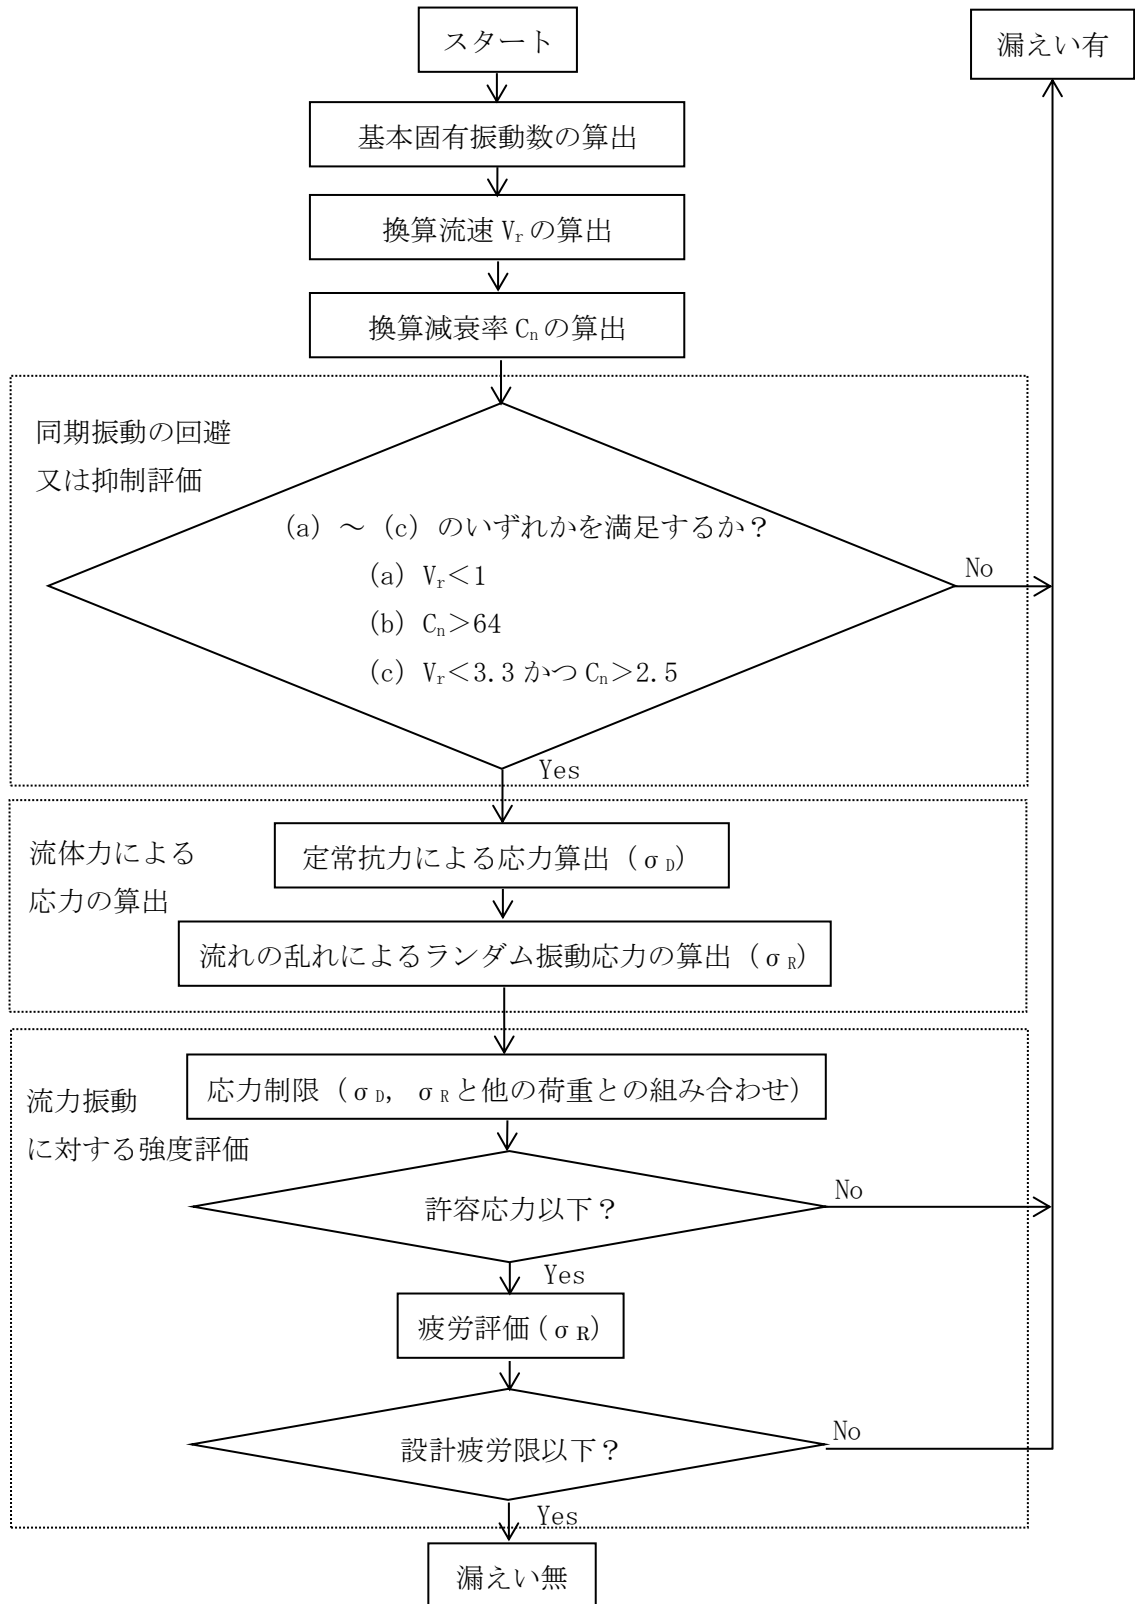 スタート
漏えい有
基本固有振動数の算出
換算流速 Vr の算出
換算減衰率 Cn の算出
同期振動の回避
又は抑制評価
(a) ～ (c) のいずれかを満足するか？
(a) Vr＜1
(b) Cn＞64
(c) Vr＜3.3 かつ Cn＞2.5
No
Yes
流体力による
応力の算出
定常抗力による応力算出（σD）
流れの乱れによるランダム振動応力の算出（σR）
流力振動
に対する強度評価
応力制限（σD, σRと他の荷重との組み合わせ）
許容応力以下？
No
Yes
疲労評価(σR)
設計疲労限以下？
No
Yes
漏えい無